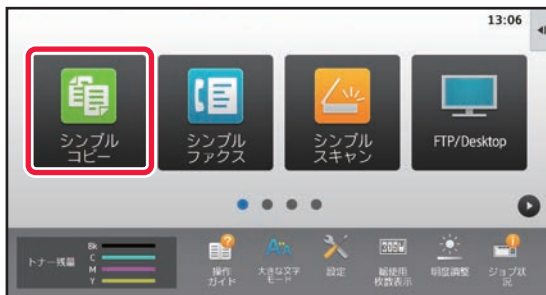 13:06
シンプル
コピー
シンプル
ファクス
シンプル
スキャン
FTP/Desktop
トナー残量
Bk
C
M
Y
操作
ガイド
大きな文字
モード
設定
総使用
枚数表示
明度調整
ジョブ状
況